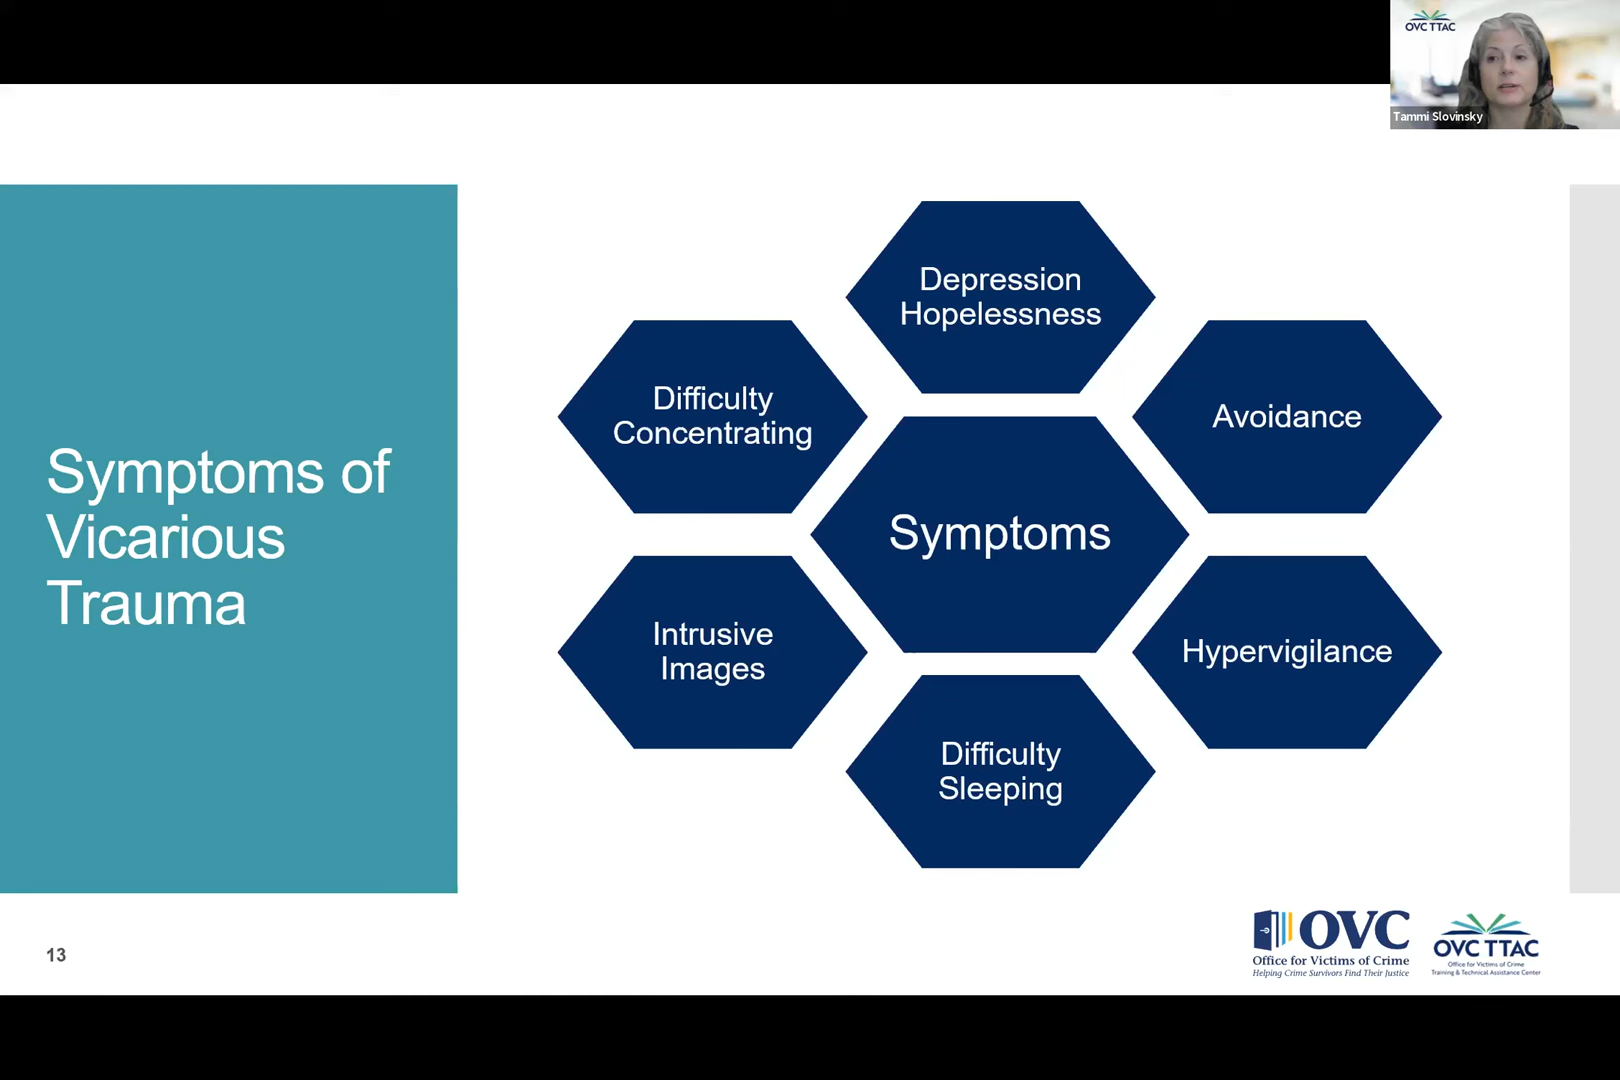 OVC TTAC
Tammi Slovinsky
Symptoms of
Vicarious
Trauma
Depression
Hopelessness
Difficulty
Concentrating
Avoidance
Symptoms
Intrusive
Images
Hypervigilance
Difficulty
Sleeping
13
OVC
Office for Victims of Crime
Helping Crime Survivors Find Their Justice
OVC TTAC
Office for Victims of Crime
Training & Technical Assistance Center